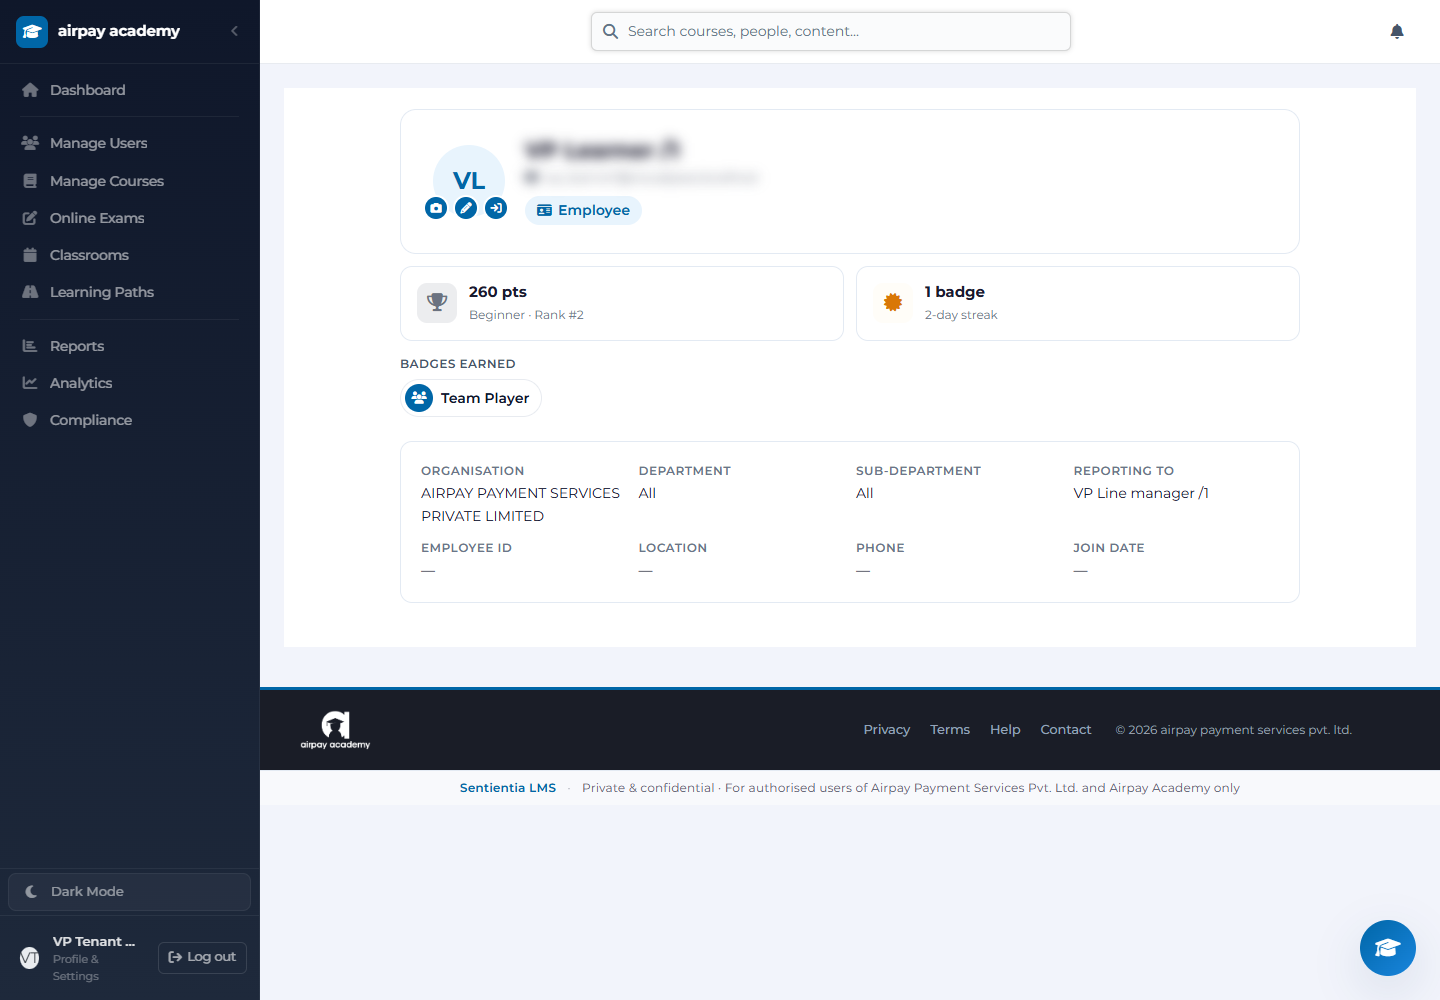 airpay academy
Search courses, people, content...
Dashboard
Manage Users
Manage Courses
Online Exams
Classrooms
Learning Paths
Reports
Analytics
Compliance
VL
Employee
260 pts
Beginner · Rank #2
1 badge
2-day streak
BADGES EARNED
Team Player
ORGANISATION
AIRPAY PAYMENT SERVICES
PRIVATE LIMITED
DEPARTMENT
All
SUB-DEPARTMENT
All
REPORTING TO
VP Line manager /1
EMPLOYEE ID
—
LOCATION
—
PHONE
—
JOIN DATE
—
airpay academy
Privacy Terms Help Contact © 2026 airpay payment services pvt. ltd.
Sentientia LMS · Private & confidential · For authorised users of Airpay Payment Services Pvt. Ltd. and Airpay Academy only
Dark Mode
VT
VP Tenant ...
Profile &
Settings
Log out